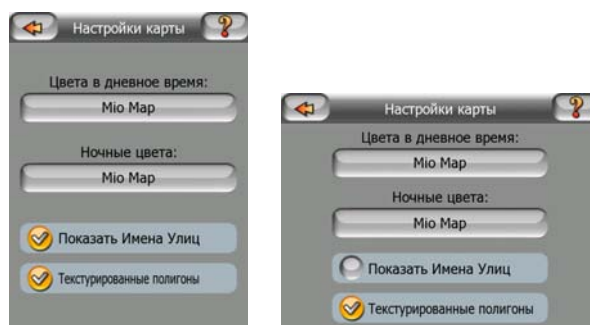 Настройки карты
Цвета в дневное время:
Mio Map
Ночные цвета:
Mio Map
Показать Имена Улиц
Текстурированные полигоны
Настройки карты
Цвета в дневное время:
Mio Map
Ночные цвета:
Mio Map
Показать Имена Улиц
Текстурированные полигоны